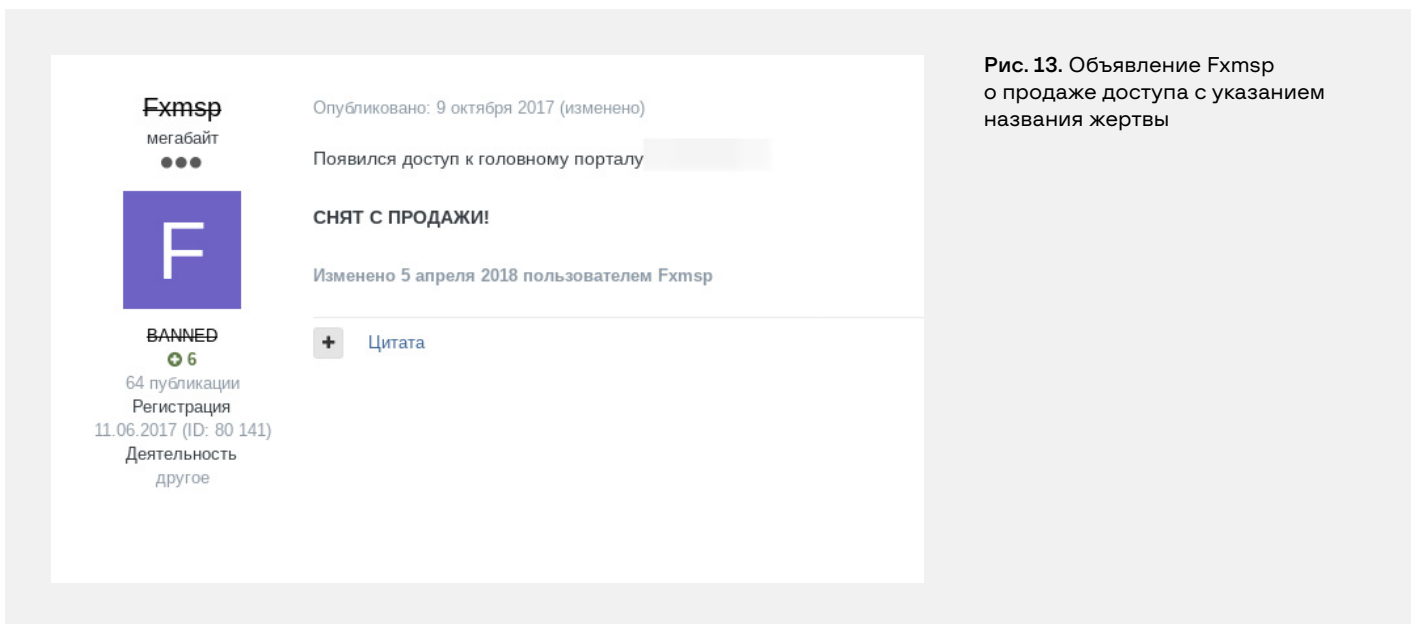 Fxmsp
мегабайт
F
BANNED
6
64 публикации
Регистрация
11.06.2017 (ID: 80 141)
Деятельность
другое
Опубликовано: 9 октября 2017 (изменено)
Появился доступ к головному порталу
СНЯТ С ПРОДАЖИ!
Изменено 5 апреля 2018 пользователем Fxmsp
+ Цитата
Рис. 13. Объявление Fxmsp
о продаже доступа с указанием
названия жертвы